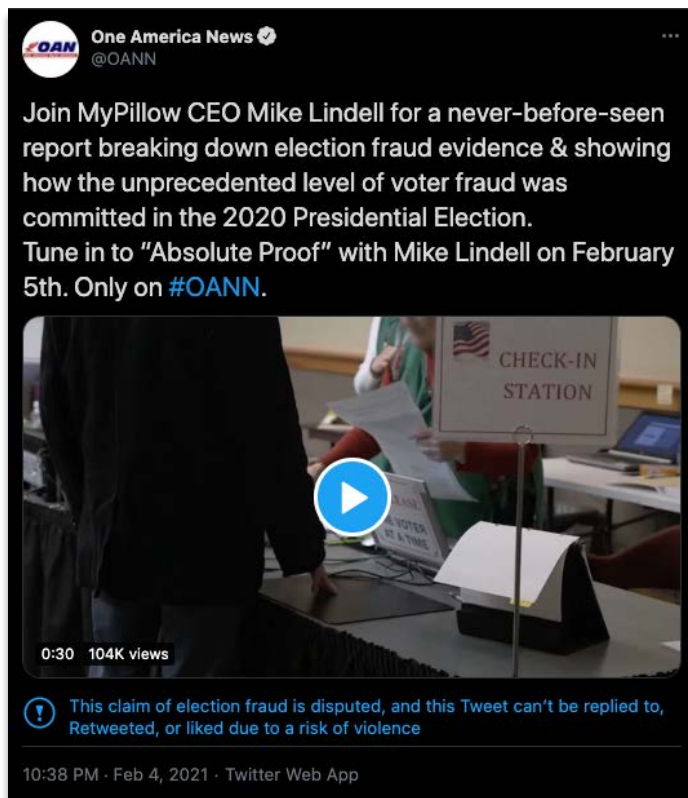 OAN
One America News
@OANN
Join MyPillow CEO Mike Lindell for a never-before-seen
report breaking down election fraud evidence & showing
how the unprecedented level of voter fraud was
committed in the 2020 Presidential Election.
Tune in to “Absolute Proof” with Mike Lindell on February
5th. Only on #OANN.
CHECK-IN
STATION
VOTER
AT A TIME
0:30 104K views
This claim of election fraud is disputed, and this Tweet can’t be replied to,
Retweeted, or liked due to a risk of violence
10:38 PM · Feb 4, 2021 · Twitter Web App